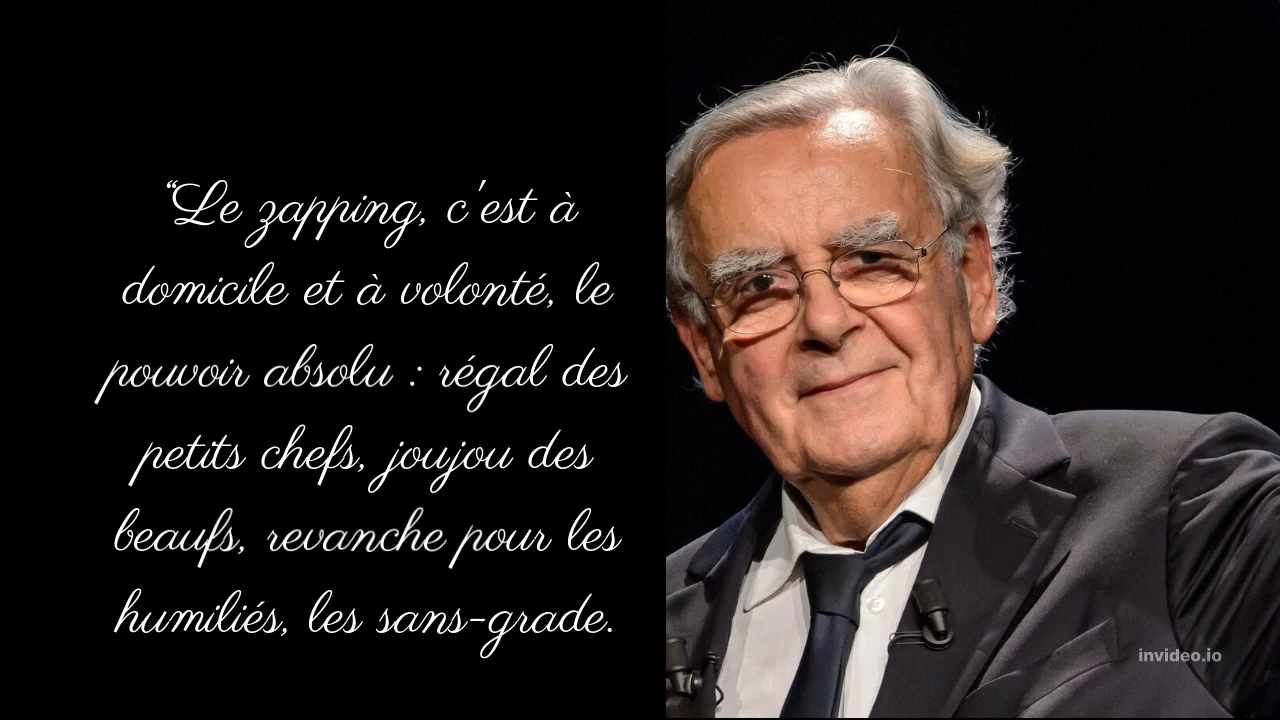 “Le zapping, c'est à
domicile et à volonté, le
pouvoir absolu : régal des
petits chefs, joujou des
beaufs, revanche pour les
humiliés, les sans-grade.
invideo.io